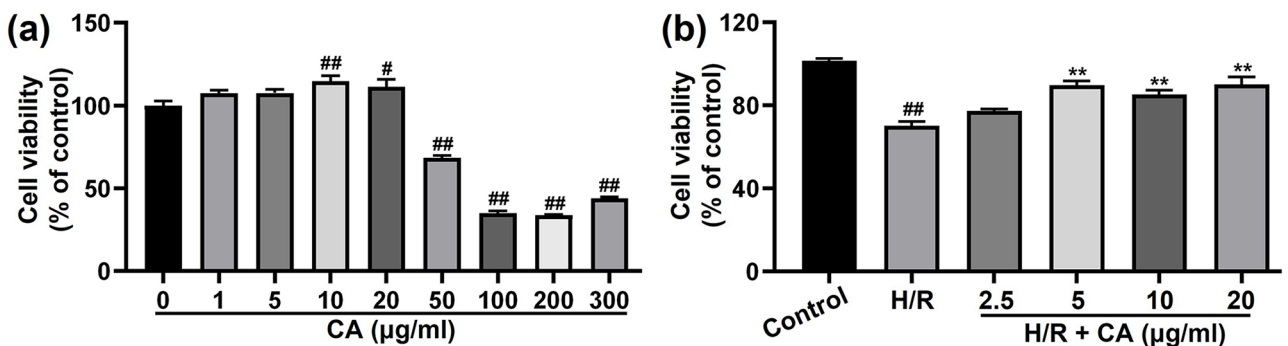 (a)
Cell viability
(% of control)
150
100
50
0
## # ## ## ## ##
0 1 5 10 20 50 100 200 300
CA (μg/ml)
(b)
Cell viability
(% of control)
120
80
40
0
## ** ** **
Control H/R 2.5 5 10 20
H/R + CA (μg/ml)